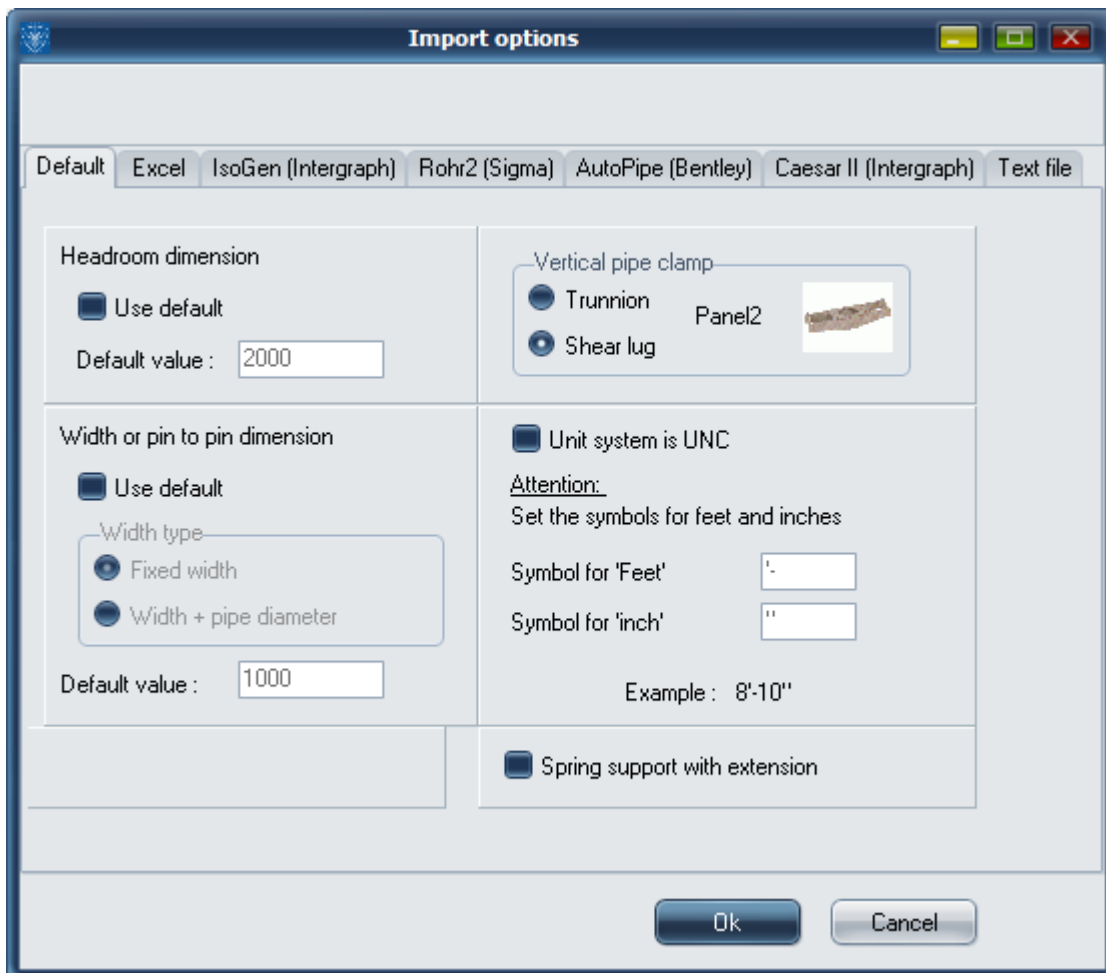 Import options
Default Excel IsoGen (Intergraph) Rohr2 (Sigma) AutoPipe (Bentley) Caesar II (Intergraph) Text file
Headroom dimension
Use default
Default value : 2000
Vertical pipe clamp
Trunnion
Panel2
Shear lug
Width or pin to pin dimension
Use default
Width type
Fixed width
Width + pipe diameter
Default value : 1000
Unit system is UNC
Attention:
Set the symbols for feet and inches
Symbol for 'Feet' '-
Symbol for 'inch' ''
Example : 8'-10''
Spring support with extension
Ok Cancel